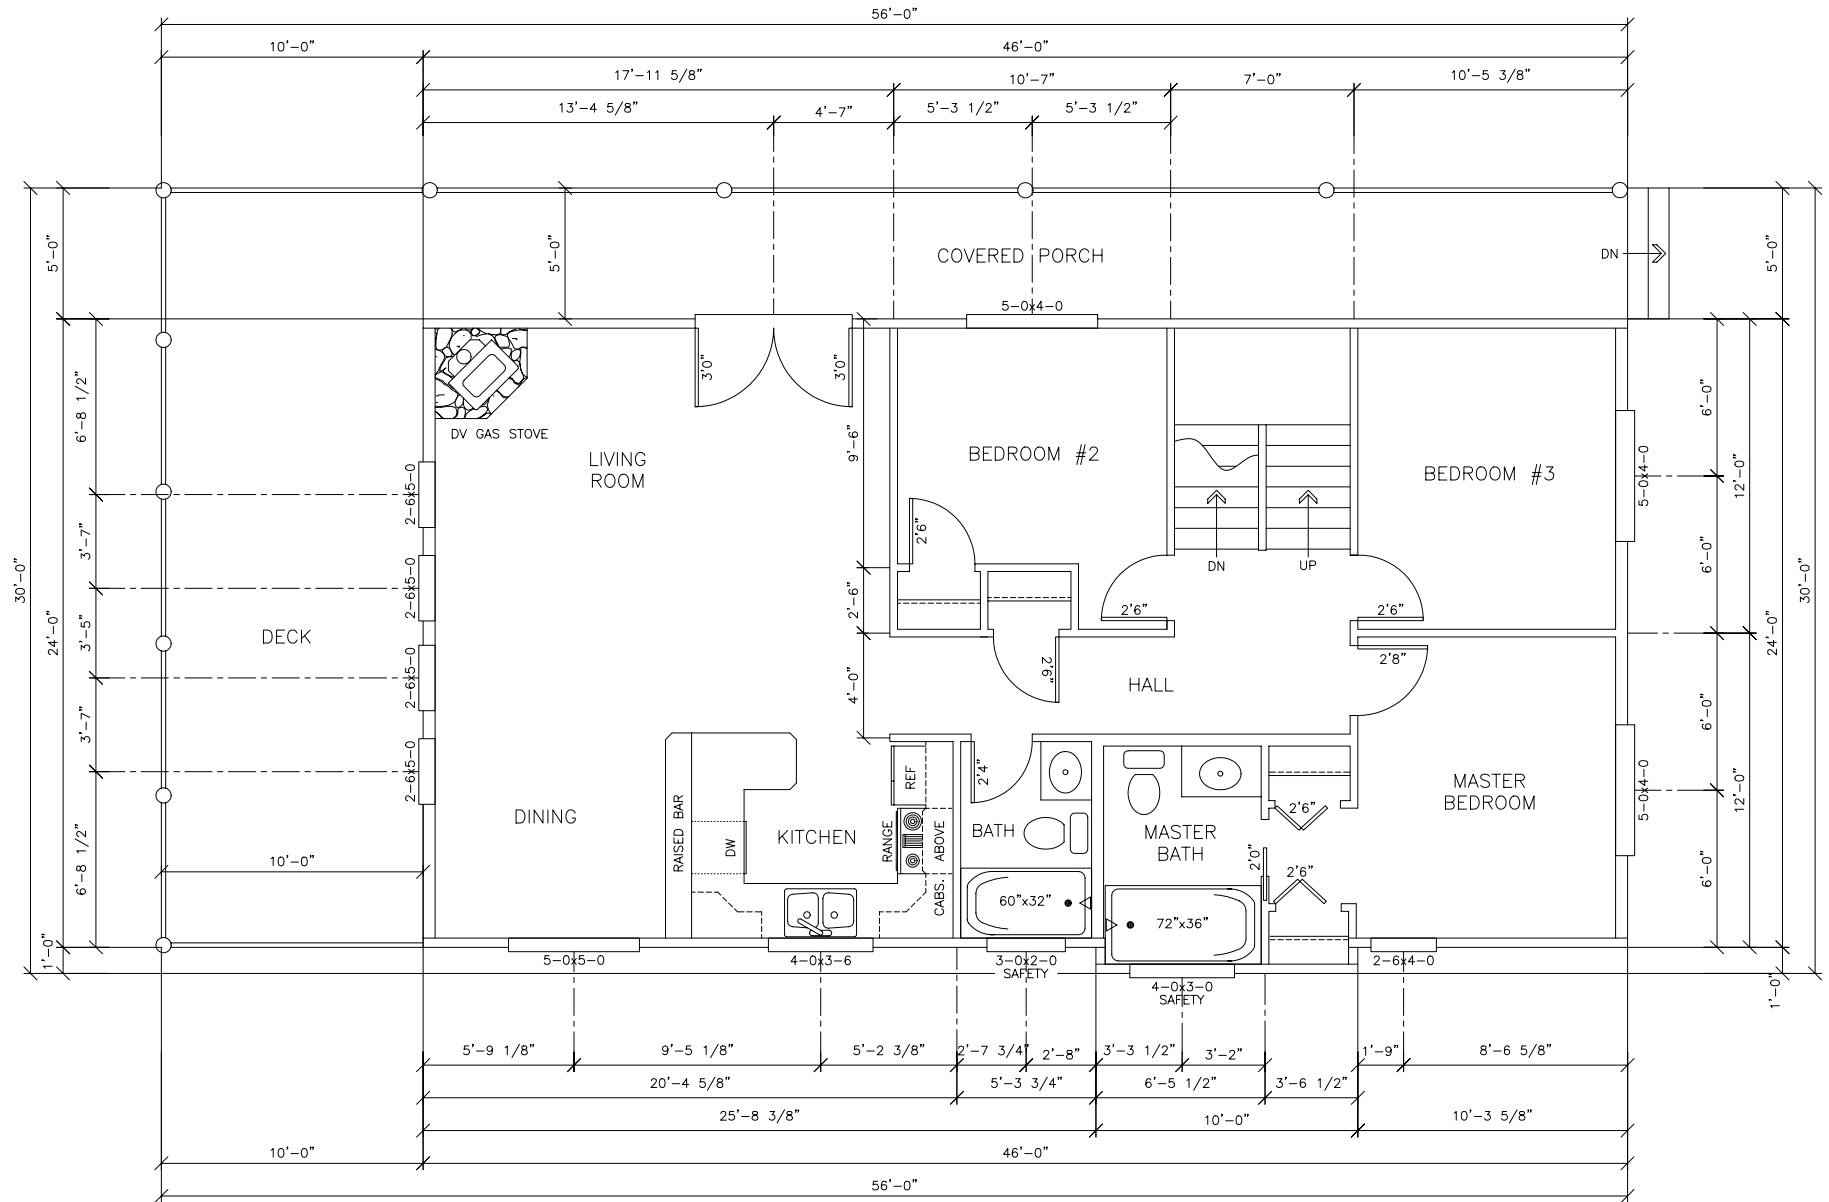 56'-0"
10'-0"
46'-0"
17'-11 5/8"
10'-7"
7'-0"
10'-5 3/8"
13'-4 5/8"
4'-7"
5'-3 1/2"
5'-3 1/2"
5'-0"
5'-0"
COVERED PORCH
DN
5'-0"
5-0x4-0
3'0"
3'0"
DV GAS STOVE
6'-8 1/2"
9'-6"
6'-0"
LIVING
ROOM
BEDROOM #2
BEDROOM #3
2-6x5-0
5-0x4-0
12'-0"
2'6"
3'-7"
6'-0"
30'-0"
DN
UP
30'-0"
2-6x5-0
2'-6"
2'6"
2'6"
24'-0"
DECK
3'-5"
24'-0"
2-6x5-0
2'6"
2'8"
HALL
4'-0"
6'-0"
3'-7"
2-6x5-0
REF
2'4"
5-0x4-0
MASTER
BEDROOM
12'-0"
2'6"
DINING
RAISED BAR
DW
KITCHEN
RANGE
CABS. ABOVE
BATH
MASTER
BATH
2'0"
2'6"
6'-8 1/2"
10'-0"
6'-0"
60"x32"
72"x36"
1'-0"
5-0x5-0
4-0x3-6
3-0x2-0
SAFETY
4-0x3-0
SAFETY
2-6x4-0
1'-0"
5'-9 1/8"
9'-5 1/8"
5'-2 3/8"
2'-7 3/4"
2'-8"
3'-3 1/2"
3'-2"
1'-9"
8'-6 5/8"
20'-4 5/8"
5'-3 3/4"
6'-5 1/2"
3'-6 1/2"
25'-8 3/8"
10'-0"
10'-3 5/8"
10'-0"
46'-0"
56'-0"